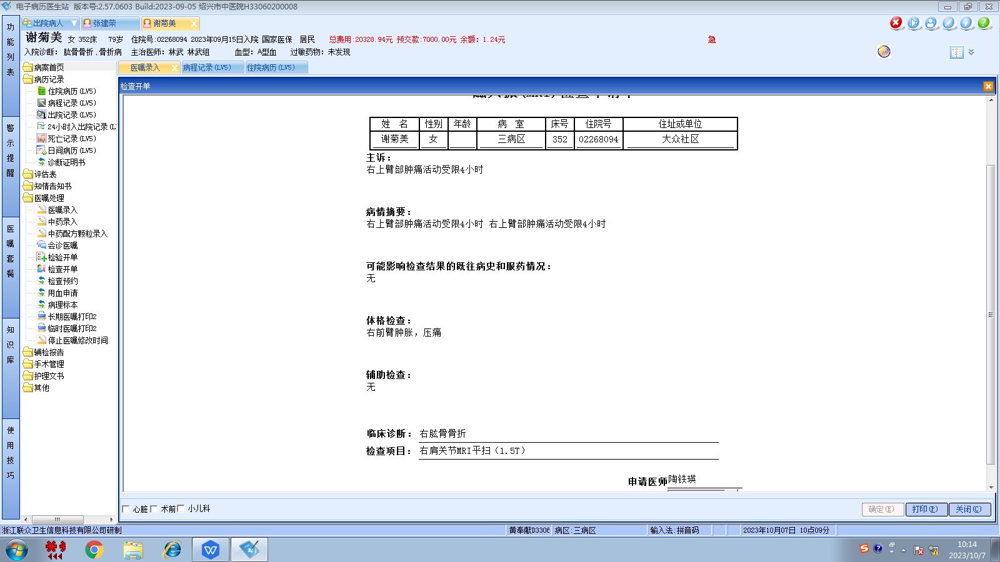 电子病历医生站 版本号:2.57.0603 Build:2023-09-05 绍兴市中医院H33060200008
出院病人
张建荣
谢菊美
谢菊美 女 352床 79岁 住院号:02268094 2023年09月15日入院 国家医保 居民 总费用:20328.94元 预交款:7000.00元 余额: 1.24元 急
入院诊断: 肱骨骨折,骨折病 主治医师: 林武 林武组 血型: A型血 过敏药物: 未发现
功能列表
警示提醒
医嘱套餐
知识库
使用技巧
病案首页
病历记录
住院病历(LV5)
病程记录(LV5)
出院记录(LV5)
24小时入出院记录(L
死亡记录(LV5)
日间病历(LV5)
诊断证明书
评估表
知情告知书
医嘱处理
医嘱录入
中药录入
中药配方颗粒录入
会诊医嘱
检验开单
检查开单
检查预约
用血申请
病理标本
长期医嘱打印2
临时医嘱打印2
停止医嘱修改时间
辅检报告
手术管理
护理文书
其他
医嘱录入
病程记录(LV5)
住院病历(LV5)
检查开单
姓 名 性别 年龄 病 室 床号 住院号 住址或单位
谢菊美 女 三病区 352 02268094 大众社区
主诉:
右上臂部肿痛活动受限4小时
病情摘要:
右上臂部肿痛活动受限4小时 右上臂部肿痛活动受限4小时
可能影响检查结果的既往病史和服药情况:
无
体格检查:
右前臂肿胀,压痛
辅助检查:
无
临床诊断: 右肱骨骨折
检查项目: 右肩关节MRI平扫(1.5T)
申请医师 陶铁瑛
心脏 术前 小儿科
确定(E) 打印(P) 关闭(C)
浙江联众卫生信息科技有限公司研制 黄奉献D330E 病区:三病区 输入法:拼音码 2023年10月07日 10点09分
10:14
2023/10/7